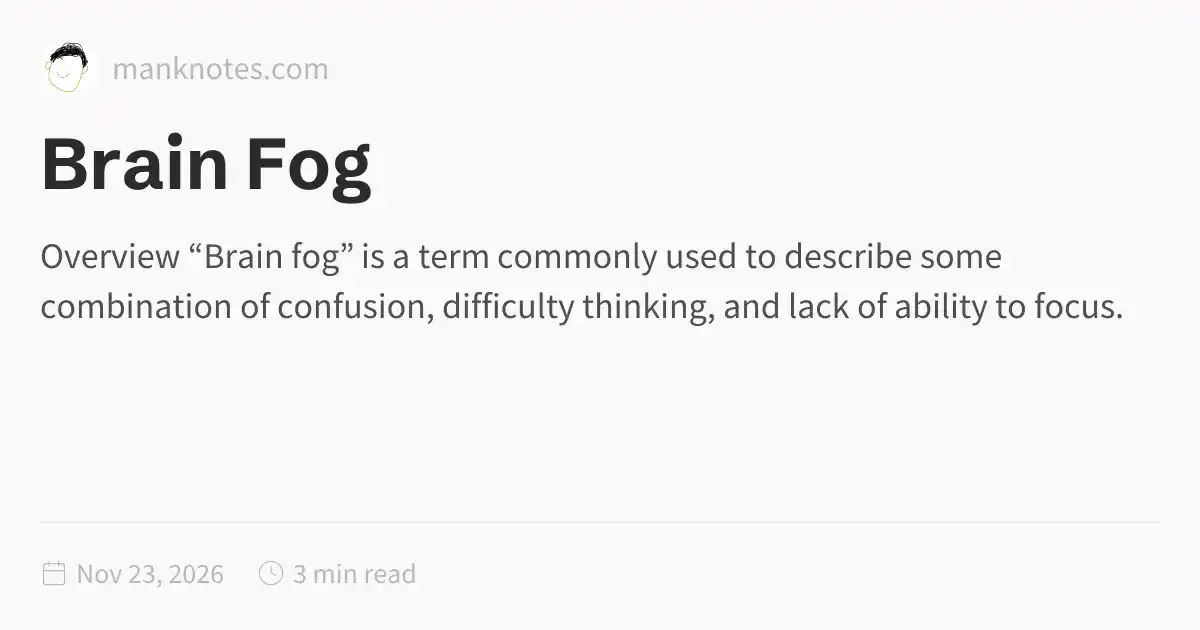 manknotes.com
Brain Fog
Overview “Brain fog” is a term commonly used to describe some
combination of confusion, difficulty thinking, and lack of ability to focus.
Nov 23, 2026 3 min read